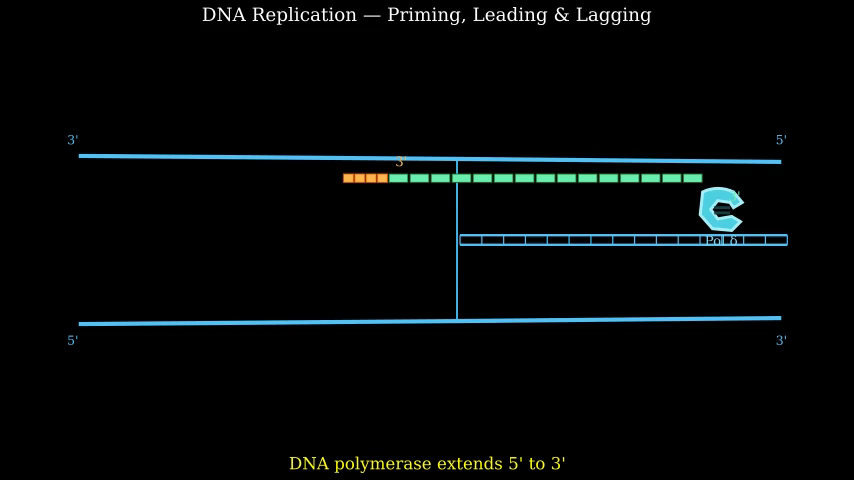 DNA Replication — Priming, Leading & Lagging
3' 5'
3'
Pol δ
5' 3'
DNA polymerase extends 5' to 3'